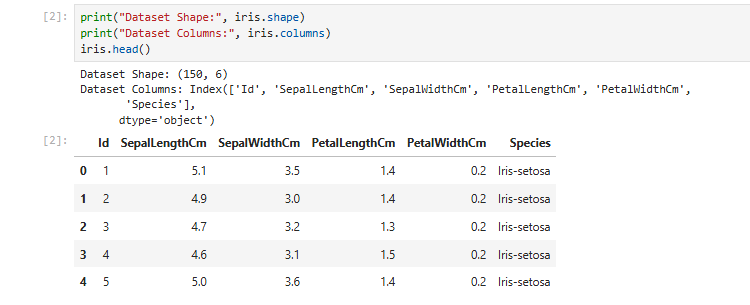 [2]: print("Dataset Shape:", iris.shape)
print("Dataset Columns:", iris.columns)
iris.head()
Dataset Shape: (150, 6)
Dataset Columns: Index(['Id', 'SepalLengthCm', 'SepalWidthCm', 'PetalLengthCm', 'PetalWidthCm',
'Species'],
dtype='object')
[2]: Id SepalLengthCm SepalWidthCm PetalLengthCm PetalWidthCm Species
0 1 5.1 3.5 1.4 0.2 Iris-setosa
1 2 4.9 3.0 1.4 0.2 Iris-setosa
2 3 4.7 3.2 1.3 0.2 Iris-setosa
3 4 4.6 3.1 1.5 0.2 Iris-setosa
4 5 5.0 3.6 1.4 0.2 Iris-setosa